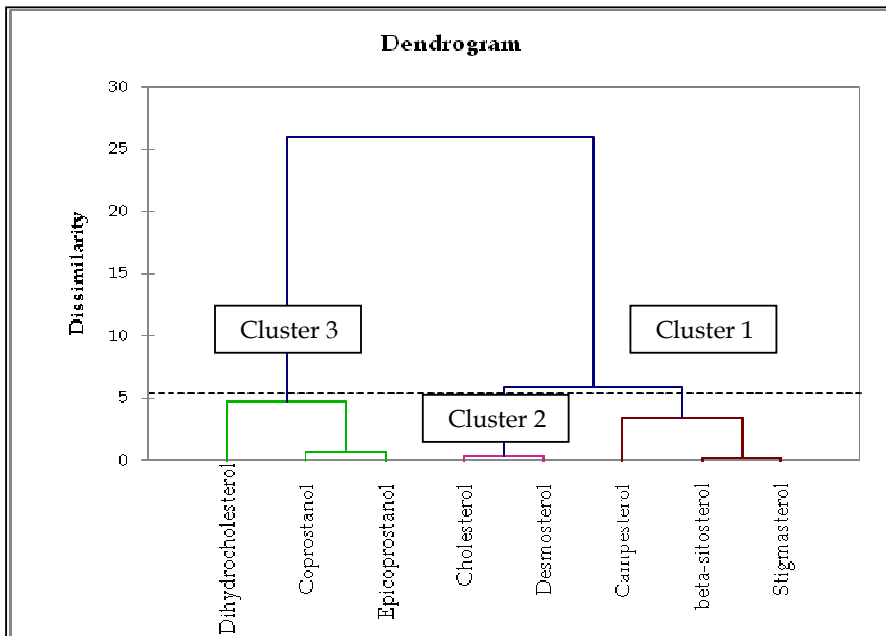 Dendrogram
30
25
20
15
10
5
0
Dissimilarity
Cluster 3
Cluster 1
Cluster 2
Dihydrocholesterol
Coprostanol
Epicoprostanol
Cholesterol
Desmosterol
Campesterol
beta-sitosterol
Stigmasterol